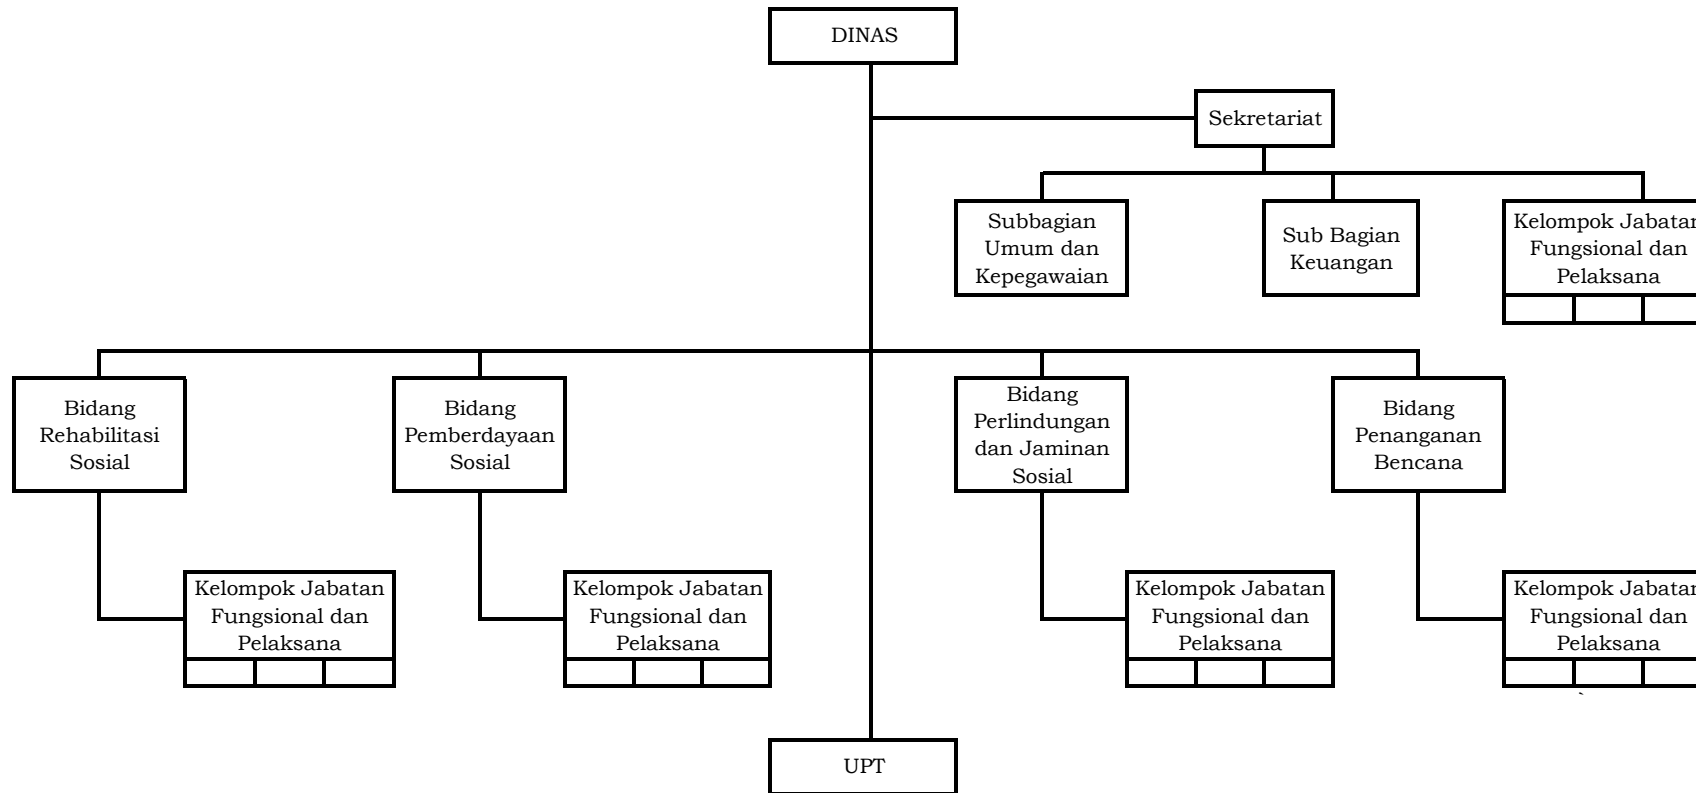 DINAS
Sekretariat
Subbagian
Umum dan
Kepegawaian
Sub Bagian
Keuangan
Kelompok Jabatan
Fungsional dan
Pelaksana
Bidang
Rehabilitasi
Sosial
Bidang
Pemberdayaan
Sosial
Bidang
Perlindungan
dan Jaminan
Sosial
Bidang
Penanganan
Bencana
Kelompok Jabatan
Fungsional dan
Pelaksana
Kelompok Jabatan
Fungsional dan
Pelaksana
Kelompok Jabatan
Fungsional dan
Pelaksana
Kelompok Jabatan
Fungsional dan
Pelaksana
`
UPT